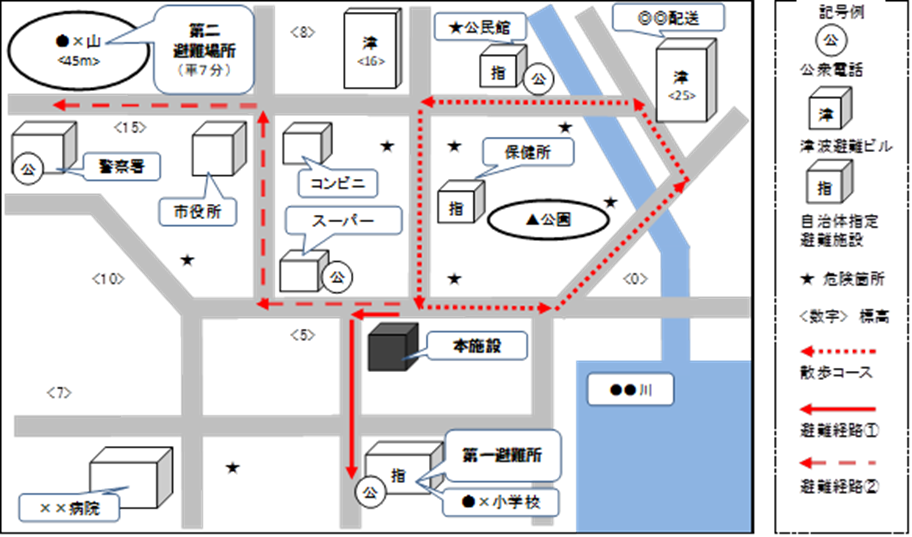 ●×山
<45m>
第二
避難場所
（車７分）
<8>
津
<16>
★公民館
指
公
◎◎配送
津
<25>
<15>
公
警察署
市役所
コンビニ
スーパー
公
★
★
★
保健所
指
▲公園
★
★
★
<10>
<0>
<5>
本施設
<7>
●●川
★
××病院
第一避難所
指
公
●×小学校
記号例
公
公衆電話
津
津波避難ビル
指
自治体指定
避難施設
★ 危険箇所
<数字> 標高
散歩コース
避難経路①
避難経路②